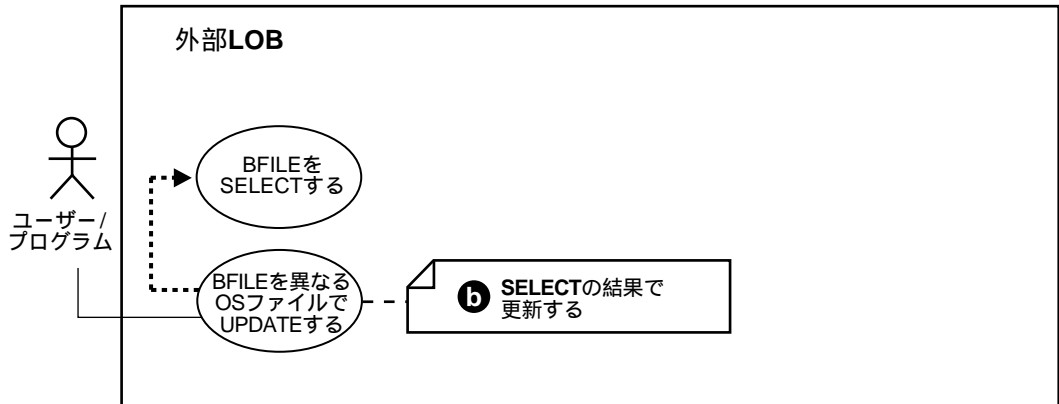 外部LOB
BFILEを
SELECTする
ユーザー/
プログラム
BFILEを異なる
OSファイルで
UPDATEする
b SELECTの結果で
更新する